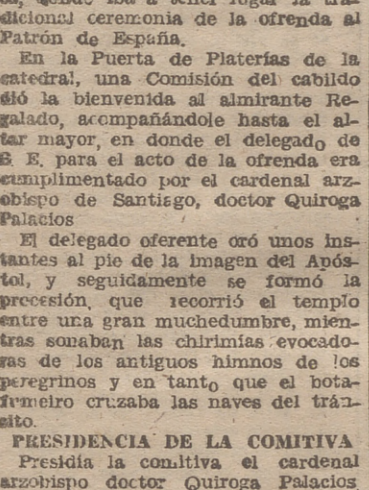 dicional ceremonia de la ofrenda al
Patrón de España.
En la Puerta de Platerías de la
catedral, una Comisión del cabildo
dió la bienvenida al almirante Re-
galado, acompañándole hasta el al-
tar mayor, en donde el delegado de
S. E. para el acto de la ofrenda era
cumplimentado por el cardenal arz-
obispo de Santiago, doctor Quiroga
Palacios
El delegado oferente oró unos ins-
tantes al pie de la imagen del Após-
tol, y seguidamente se formó la
procesión, que recorrió el templo
entre una gran muchedumbre, mien-
tras sonaban las chirimías evocado-
ras de los antiguos himnos de los
peregrinos y en tanto que el bota-
fumeiro cruzaba las naves del trán-
sito.
PRESIDENCIA DE LA COMITIVA
Presidía la comitiva el cardenal
arzobispo doctor Quiroga Palacios